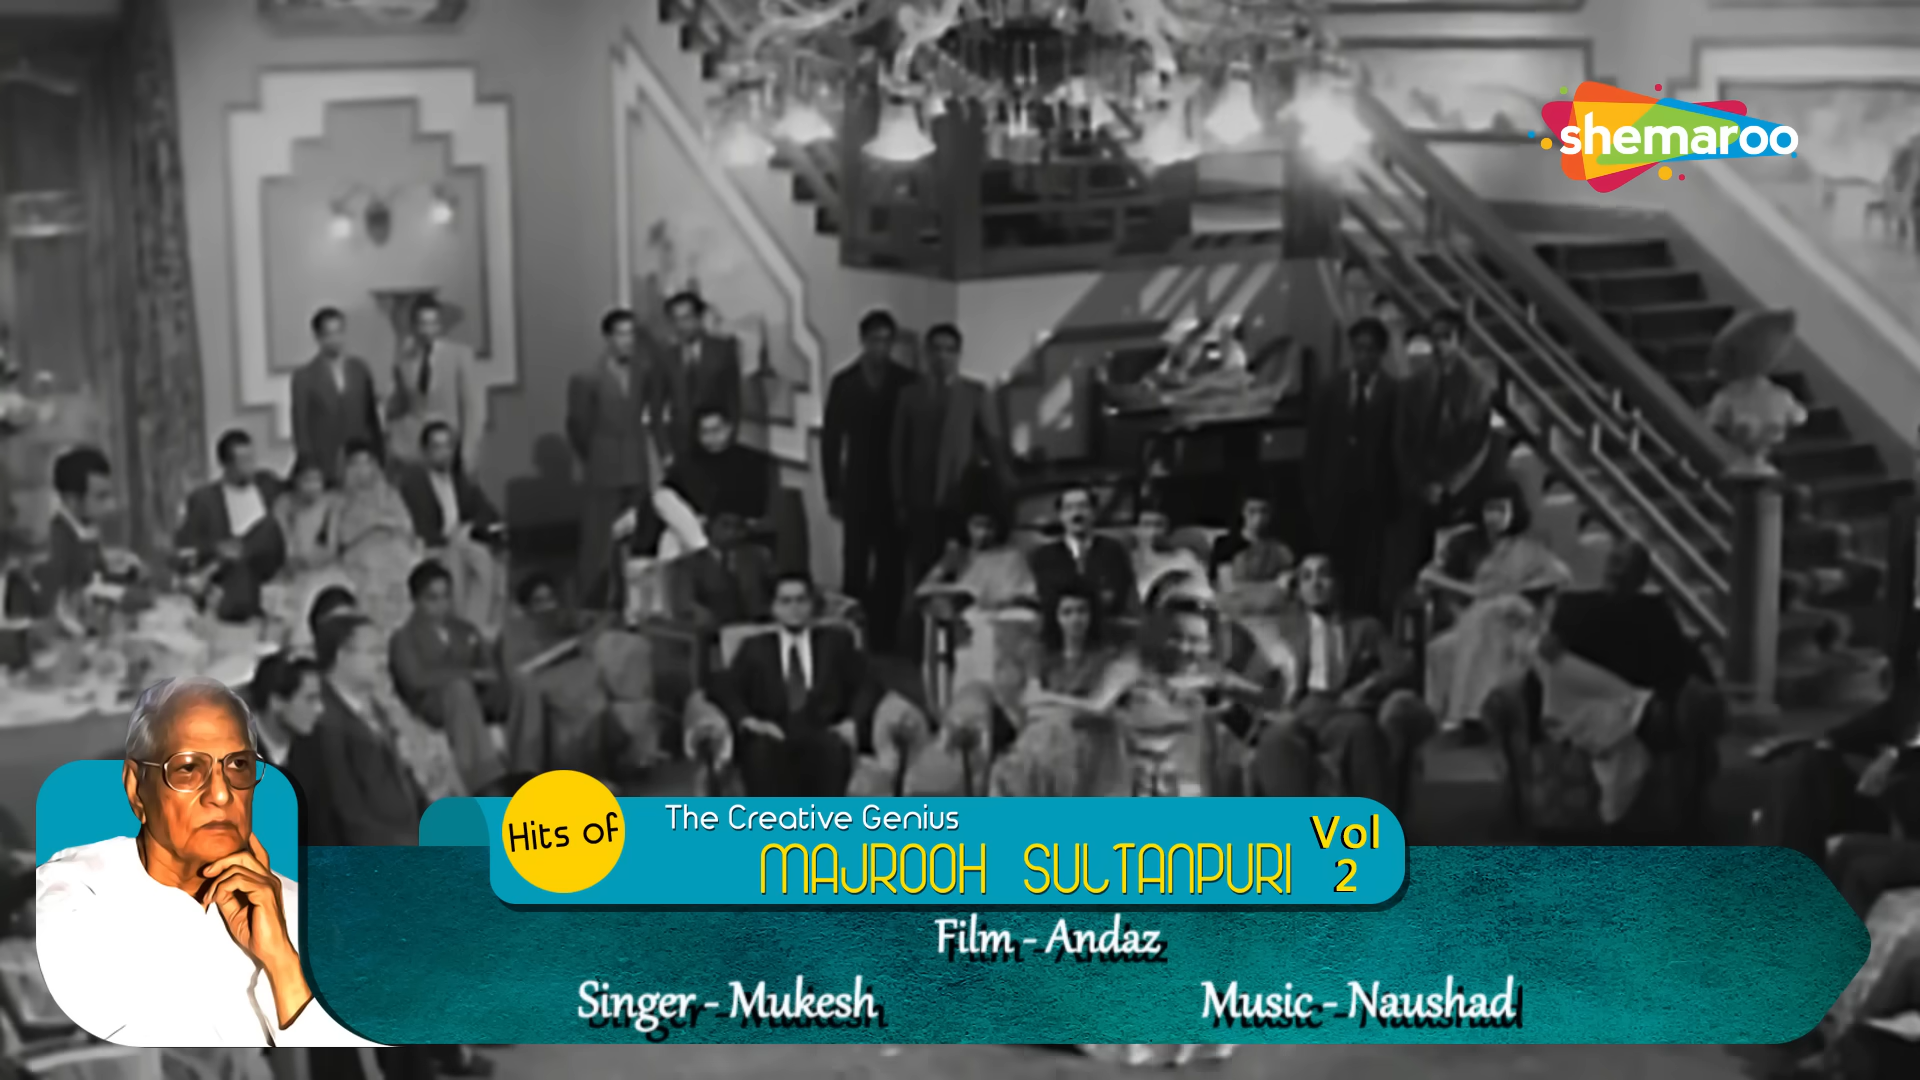 shemaroo
Hits of
The Creative Genius
MAJROOH SULTANPURI
Vol
2
Film - Andaz
Singer - Mukesh
Music - Naushad